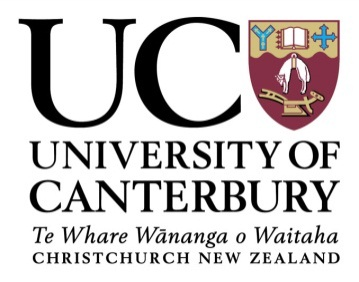 UC
UNIVERSITY OF
CANTERBURY
Te Whare Wānanga o Waitaha
CHRISTCHURCH NEW ZEALAND